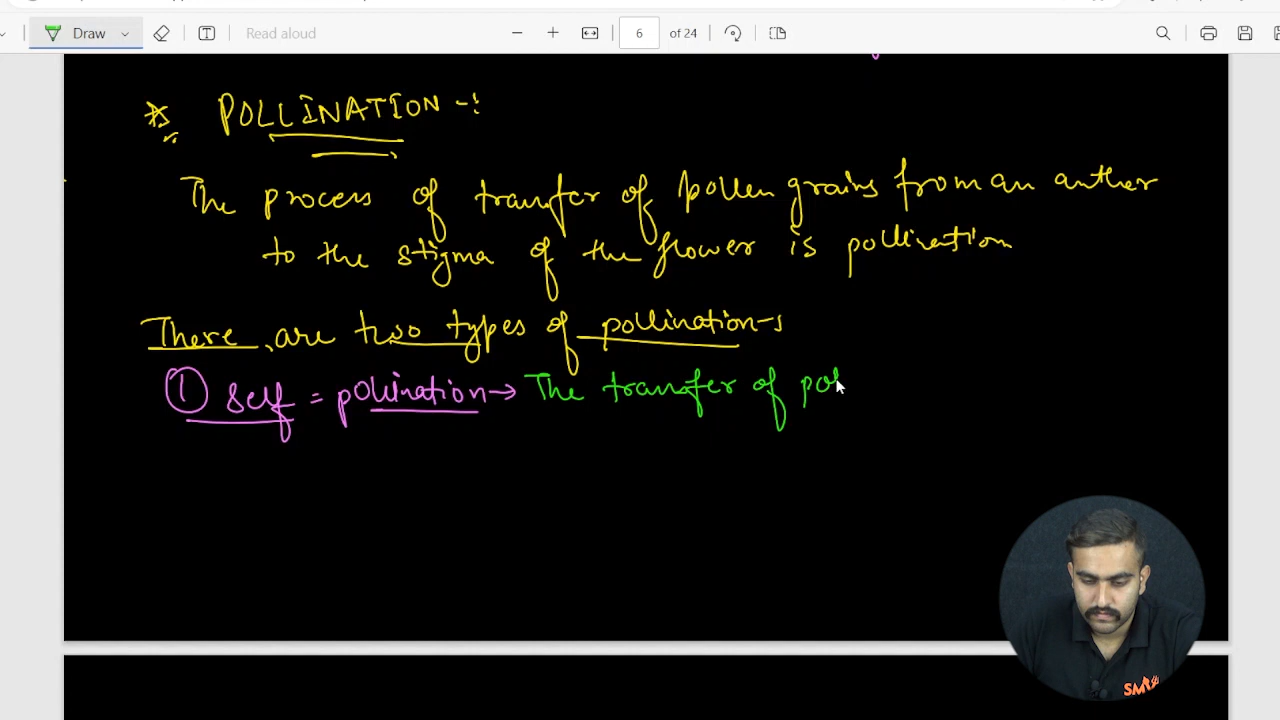 Draw
Read aloud
6 of 24
POLLINATION -:
The process of transfer of pollen grains from an anther
to the stigma of the flower is pollination
There are two types of pollination -s
① Self = pollination → The transfer of pol
SM